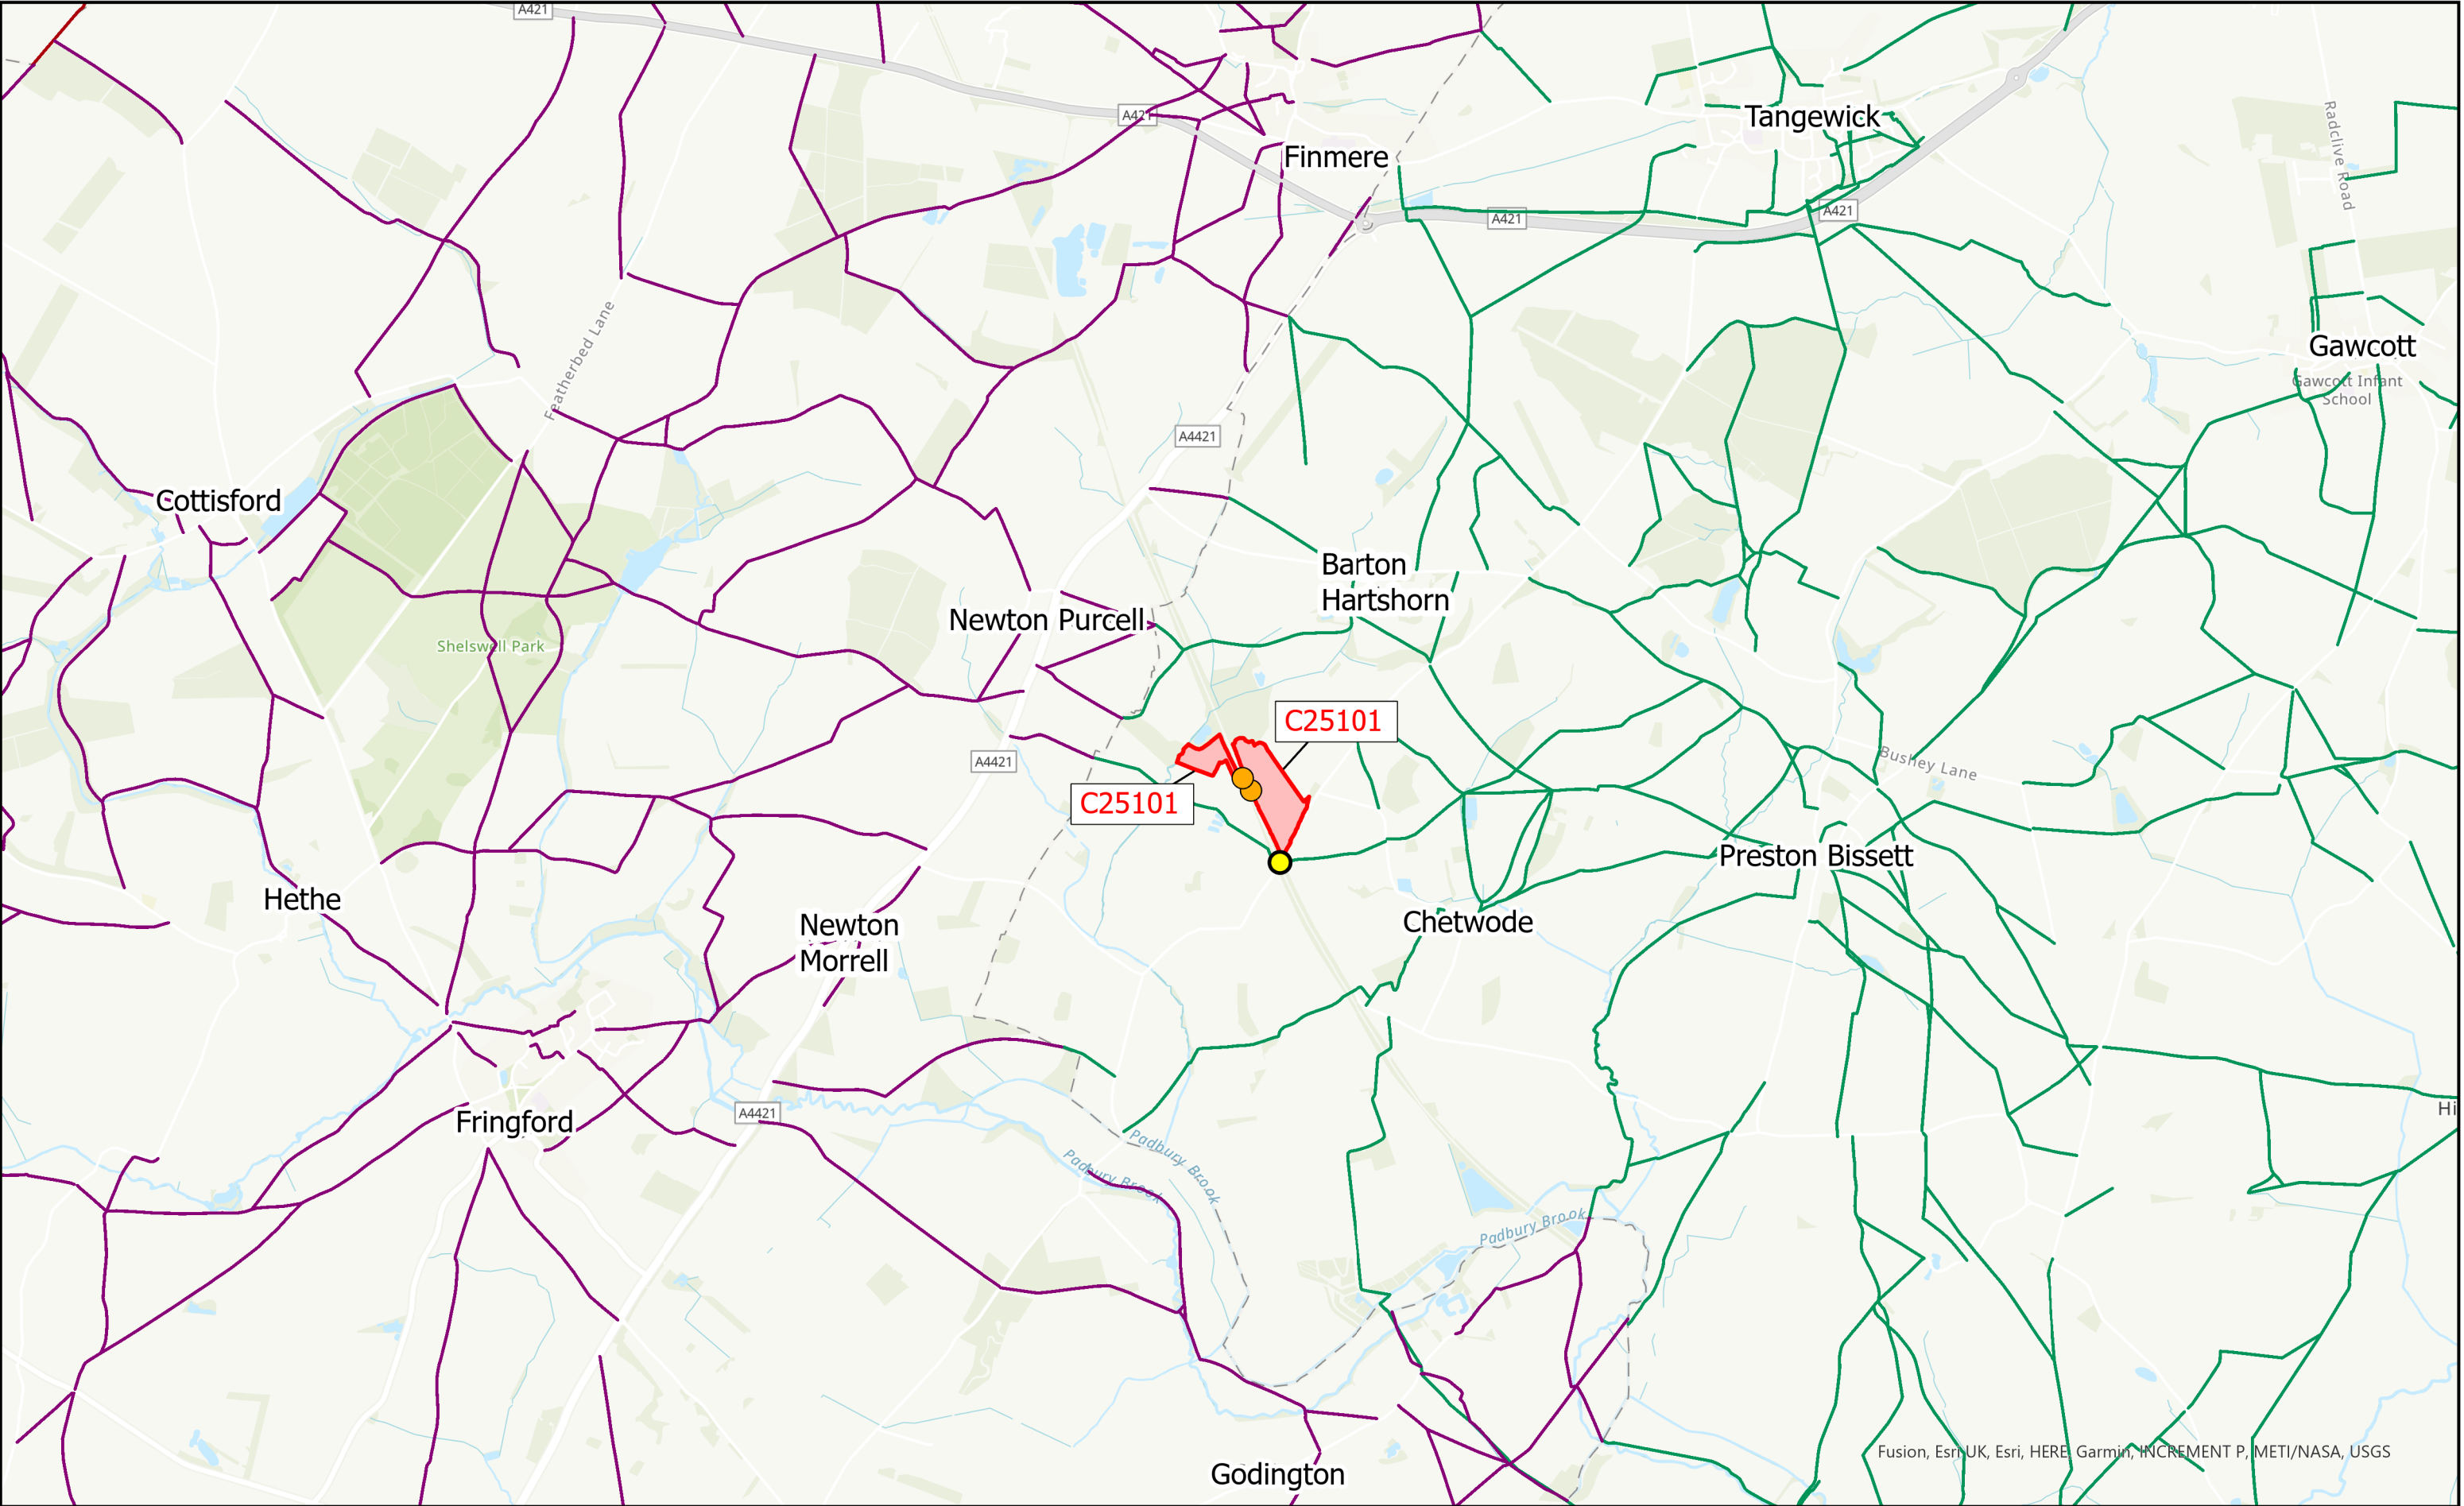 A421
A421
Tangewick
Finmere
Radclive Road
A421
A421
Featherbed Lane
Gawcott
Gawcott Infant
School
A4421
Cottisford
Barton
Hartshorn
Newton Purcell
Shelswell Park
C25101
A4421
Bushey Lane
C25101
Preston Bissett
Hethe
Chetwode
Newton
Morrell
A4421
Hi
Fringford
Padbury Brook
Padbury Brook
Padbury Brook
Godington
Fusion, Esri UK, Esri, HERE, Garmin, INCREMENT P, METI/NASA, USGS